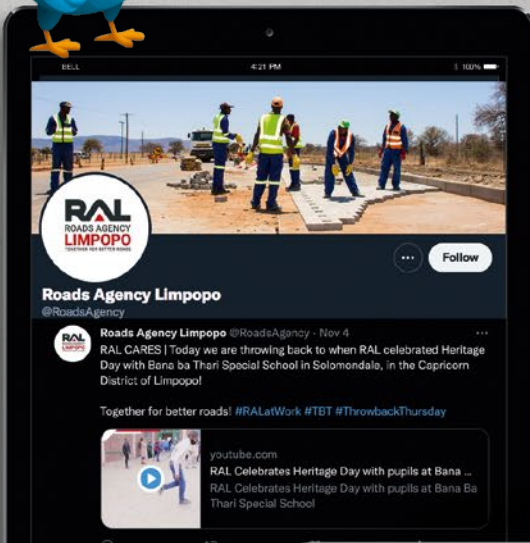 BELL 4:21 PM 100%
RAL
ROADS AGENCY
LIMPOPO
TOGETHER FOR BETTER ROADS
Follow
Roads Agency Limpopo
@RoadsAgency
RAL
Roads Agency Limpopo @RoadsAgency · Nov 4
RAL CARES | Today we are throwing back to when RAL celebrated Heritage
Day with Bana ba Thari Special School in Solomondale, in the Capricorn
District of Limpopo!
Together for better roads! #RALatWork #TBT #ThrowbackThursday
youtube.com
RAL Celebrates Heritage Day with pupils at Bana ...
RAL Celebrates Heritage Day with pupils at Bana Ba
Thari Special School